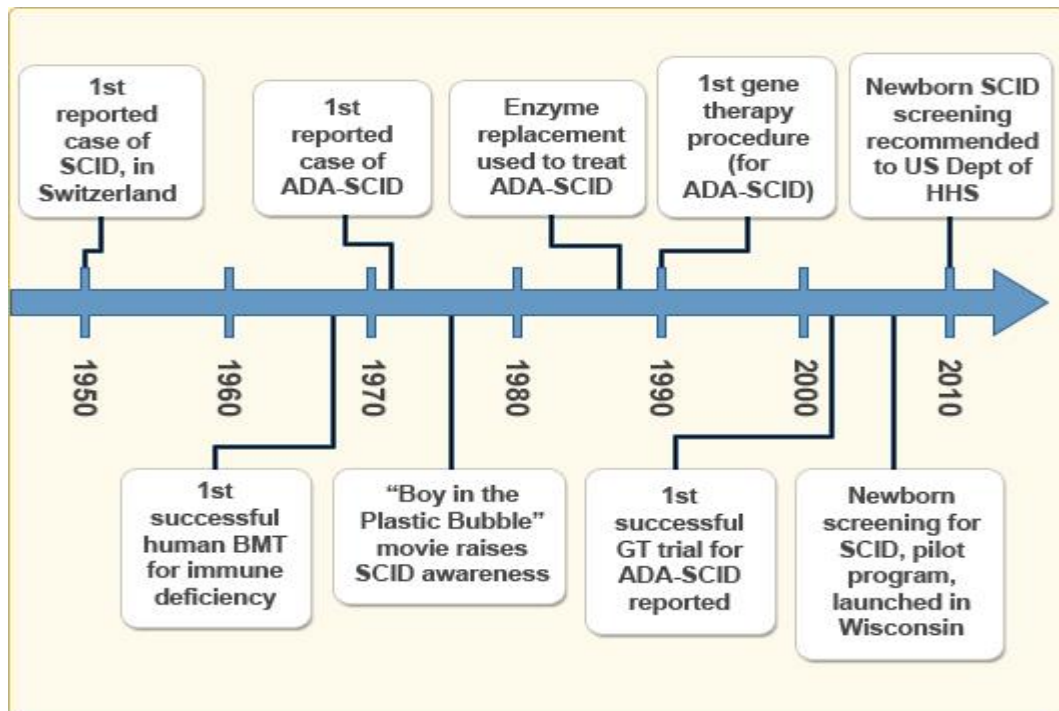 1st
reported
case of
SCID, in
Switzerland
1st
reported
case of
ADA-SCID
Enzyme
replacement
used to treat
ADA-SCID
1st gene
therapy
procedure
(for
ADA-SCID)
Newborn SCID
screening
recommended
to US Dept of
HHS
1950
1960
1970
1980
1990
2000
2010
1st
successful
human BMT
for immune
deficiency
“Boy in the
Plastic Bubble”
movie raises
SCID awareness
1st
successful
GT trial for
ADA-SCID
reported
Newborn
screening for
SCID, pilot
program,
launched in
Wisconsin